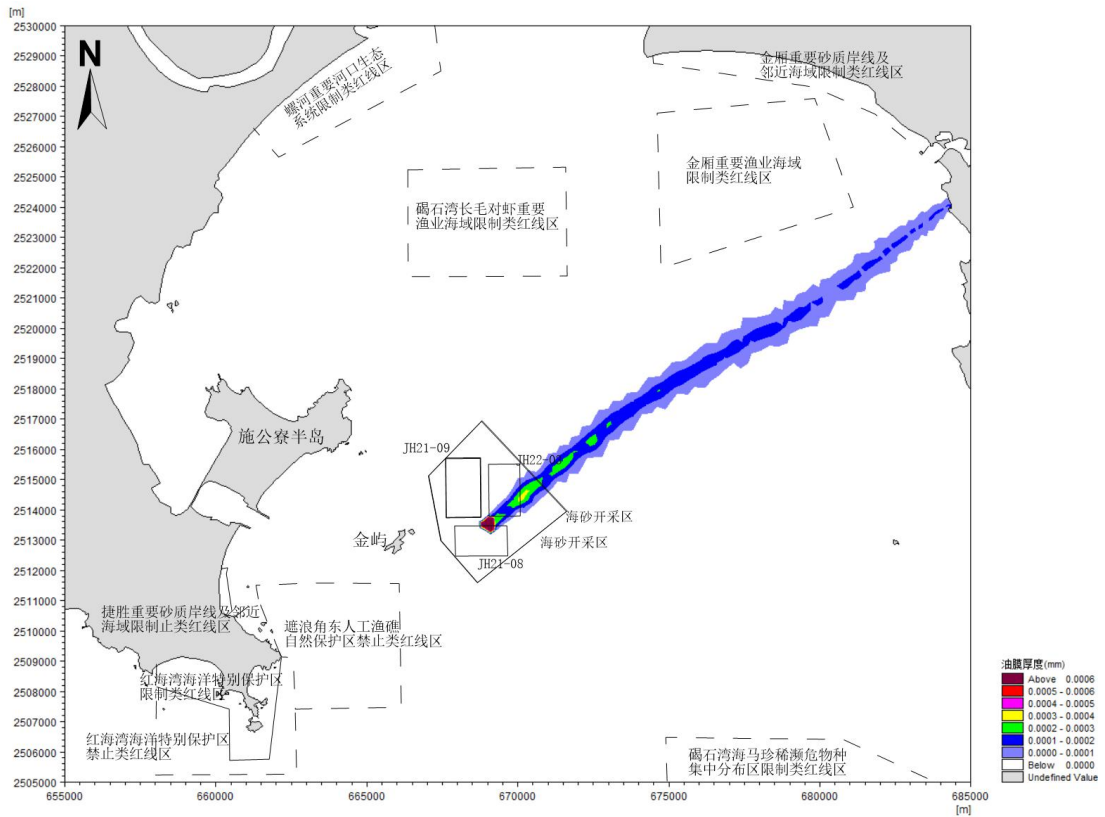 [m]
2530000
2529000
2528000
2527000
2526000
2525000
2524000
2523000
2522000
2521000
2520000
2519000
2518000
2517000
2516000
2515000
2514000
2513000
2512000
2511000
2510000
2509000
2508000
2507000
2506000
2505000
N
螺河重要河口生态
系统限制类红线区
金厢重要砂质岸线及
邻近海域限制类红线区
金厢重要渔业海域
限制类红线区
碣石湾长毛对虾重要
渔业海域限制类红线区
施公寮半岛
JH21-09
海砂开采区
金屿
海砂开采区
JH21-08
捷胜重要砂质岸线及邻近
海域限制止类红线区
遮浪角东人工渔礁
自然保护区禁止类红线区
红海湾海洋特别保护区
限制类红线区
红海湾海洋特别保护区
禁止类红线区
碣石湾海马珍稀濒危物种
集中分布区限制类红线区
655000
660000
665000
670000
675000
680000
685000
[m]
油膜厚度(mm)
Above 0.0006
0.0005 - 0.0006
0.0004 - 0.0005
0.0003 - 0.0004
0.0002 - 0.0003
0.0001 - 0.0002
0.0000 - 0.0001
Below 0.0000
Undefined Value